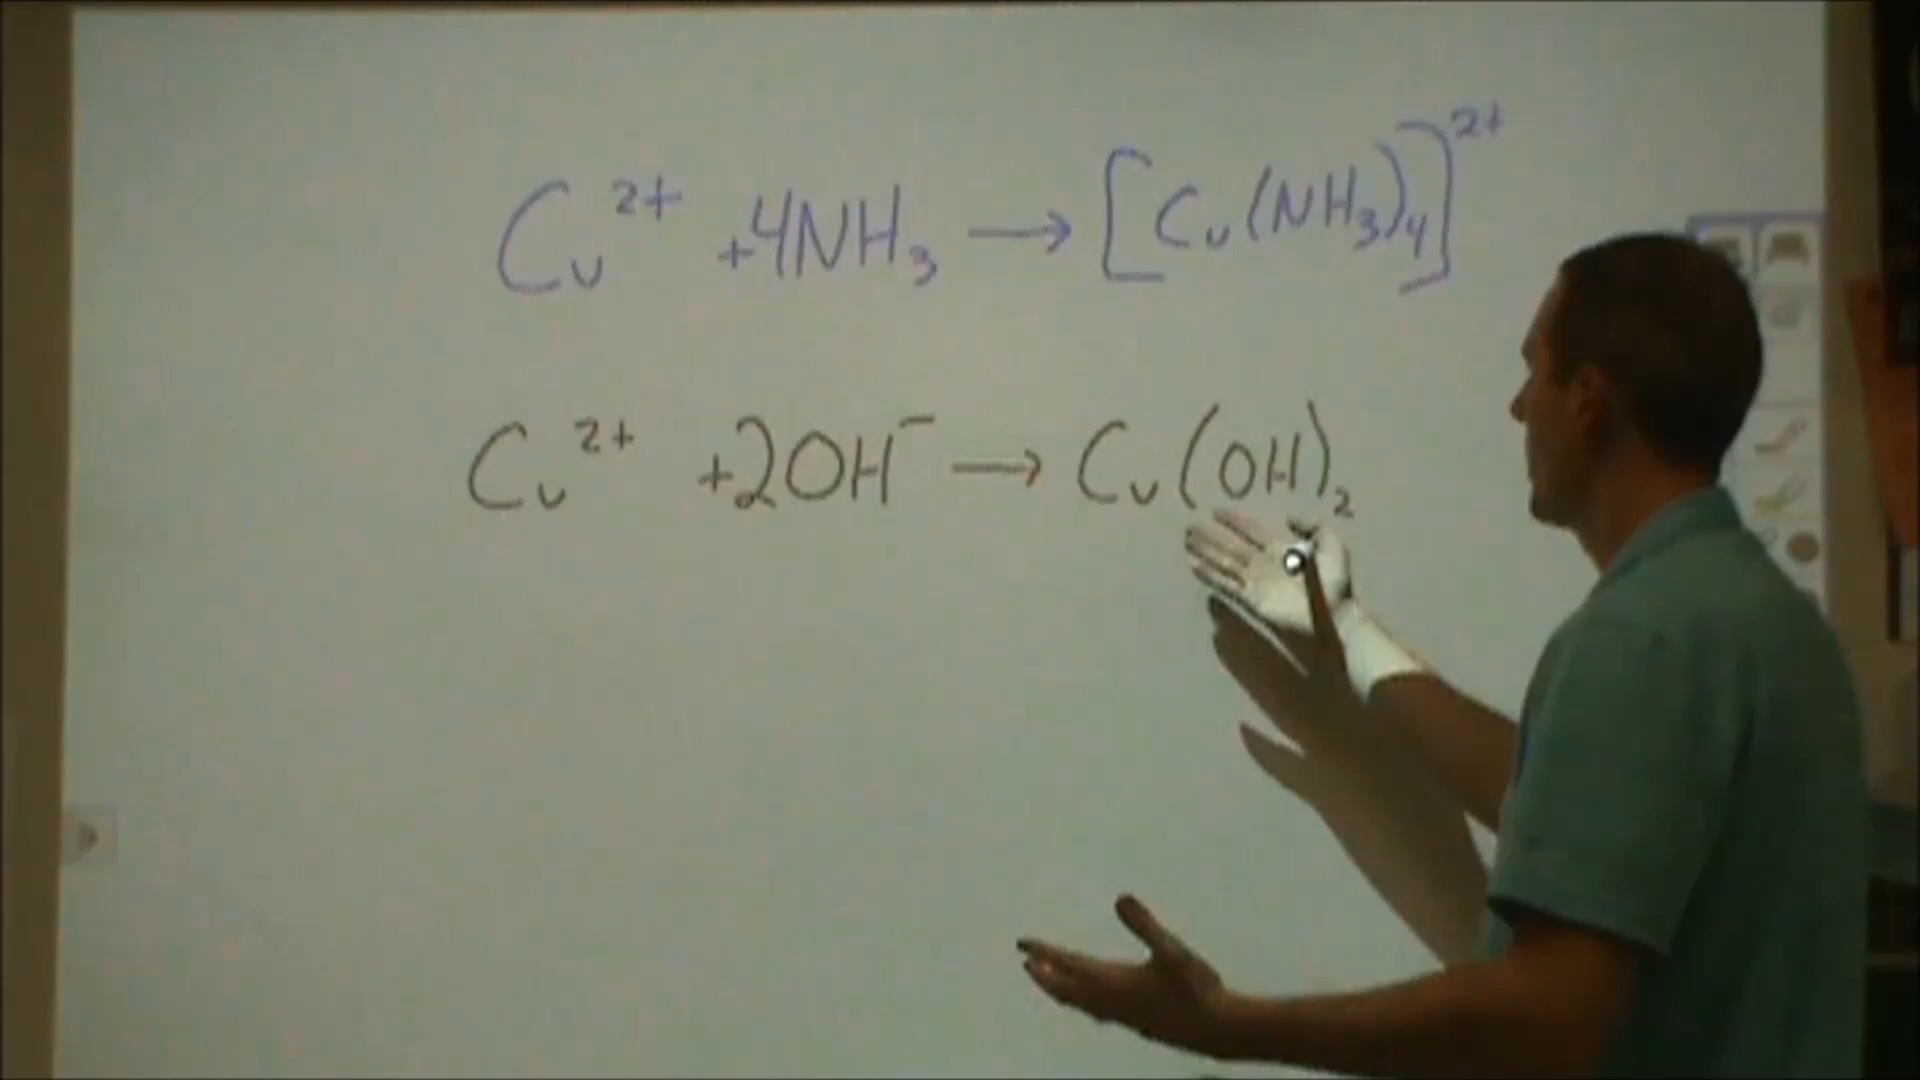 Cu²⁺ +4NH₃ → [Cu(NH₃)₄]²⁺
Cu²⁺ +2OH⁻ → Cu(OH)₂